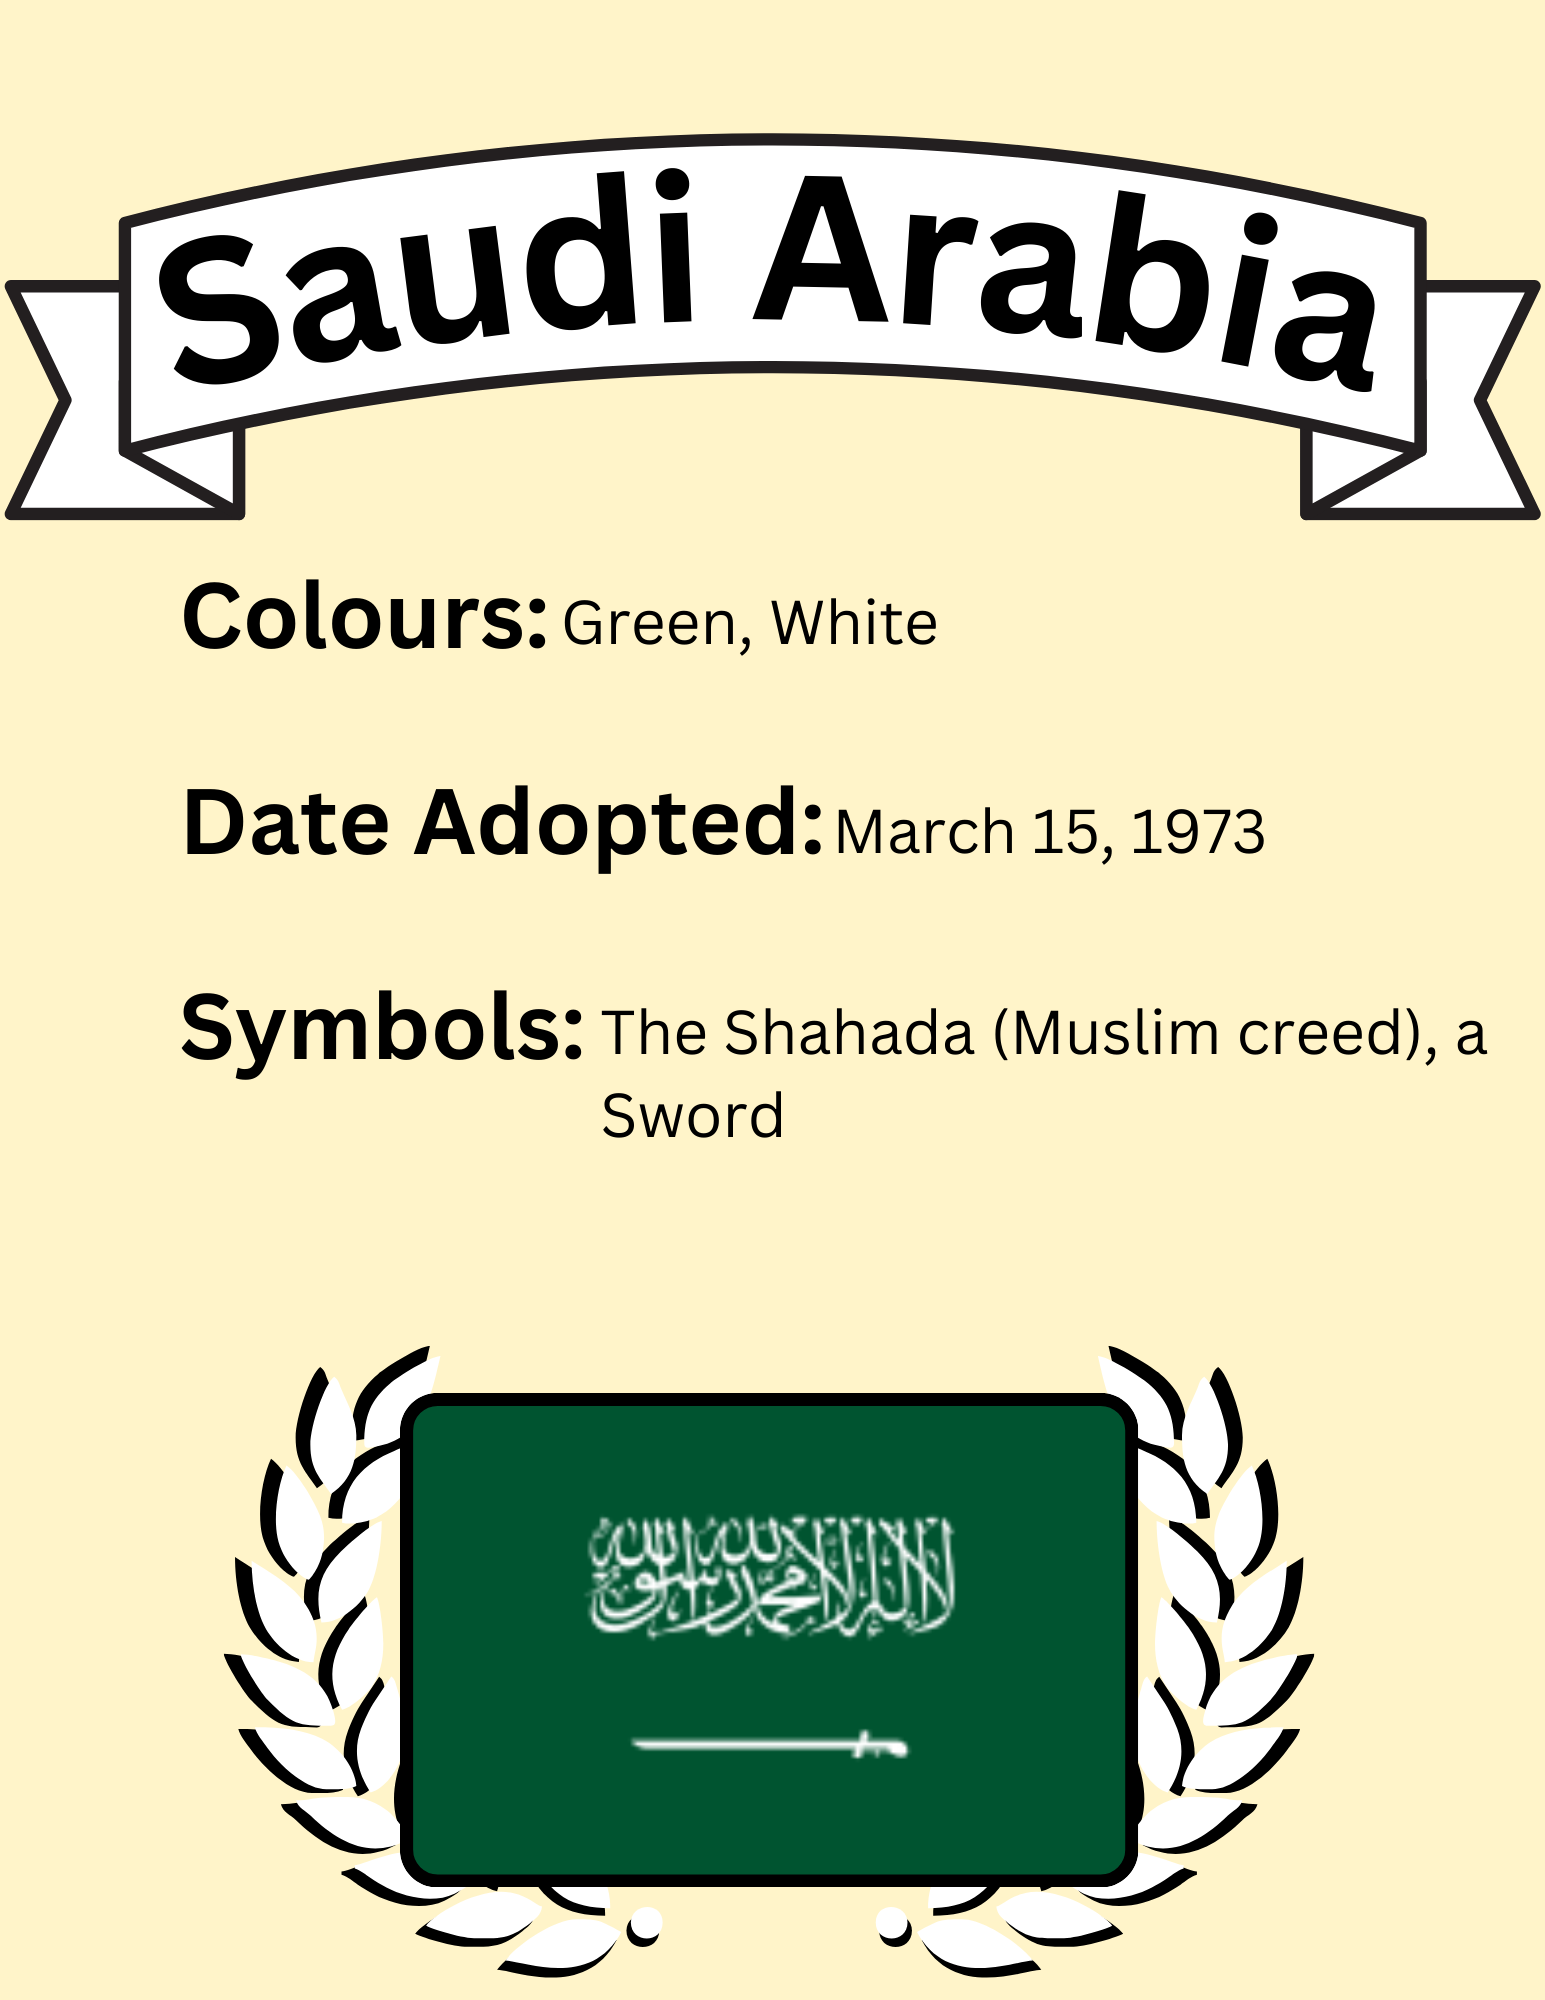 Saudi Arabia
Colours: Green, White
Date Adopted: March 15, 1973
Symbols: The Shahada (Muslim creed), a
Sword
لا إله إلا الله محمد رسول الله